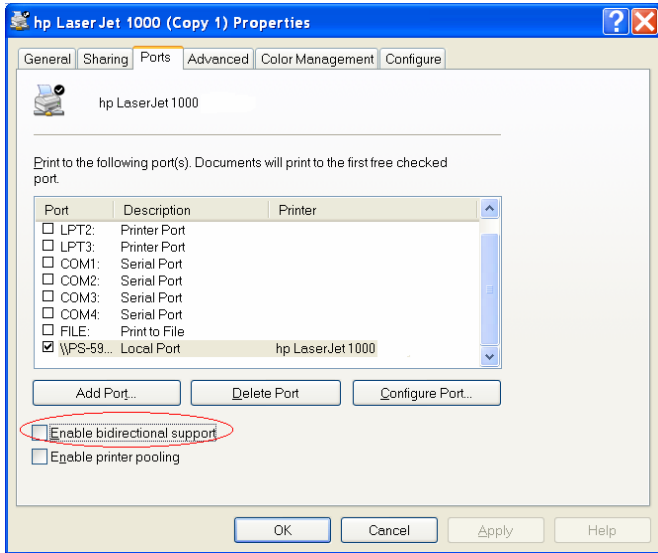 hp LaserJet 1000 (Copy 1) Properties
General Sharing Ports Advanced Color Management Configure
hp LaserJet 1000
Print to the following port(s). Documents will print to the first free checked
port.
Port Description Printer
LPT2: Printer Port
LPT3: Printer Port
COM1: Serial Port
COM2: Serial Port
COM3: Serial Port
COM4: Serial Port
FILE: Print to File
\\PS-59... Local Port hp LaserJet 1000
Add Port... Delete Port Configure Port...
Enable bidirectional support
Enable printer pooling
OK Cancel Apply Help